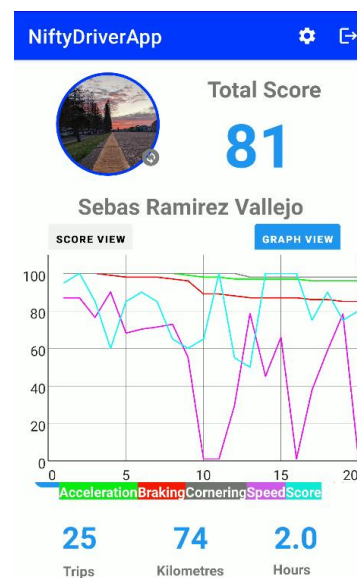 NiftyDriverApp
Total Score
81
Sebas Ramirez Vallejo
SCORE VIEW
GRAPH VIEW
100
80
60
40
20
0
5
10
15
20
Acceleration Braking Cornering Speed Score
25
74
2.0
Trips
Kilometres
Hours